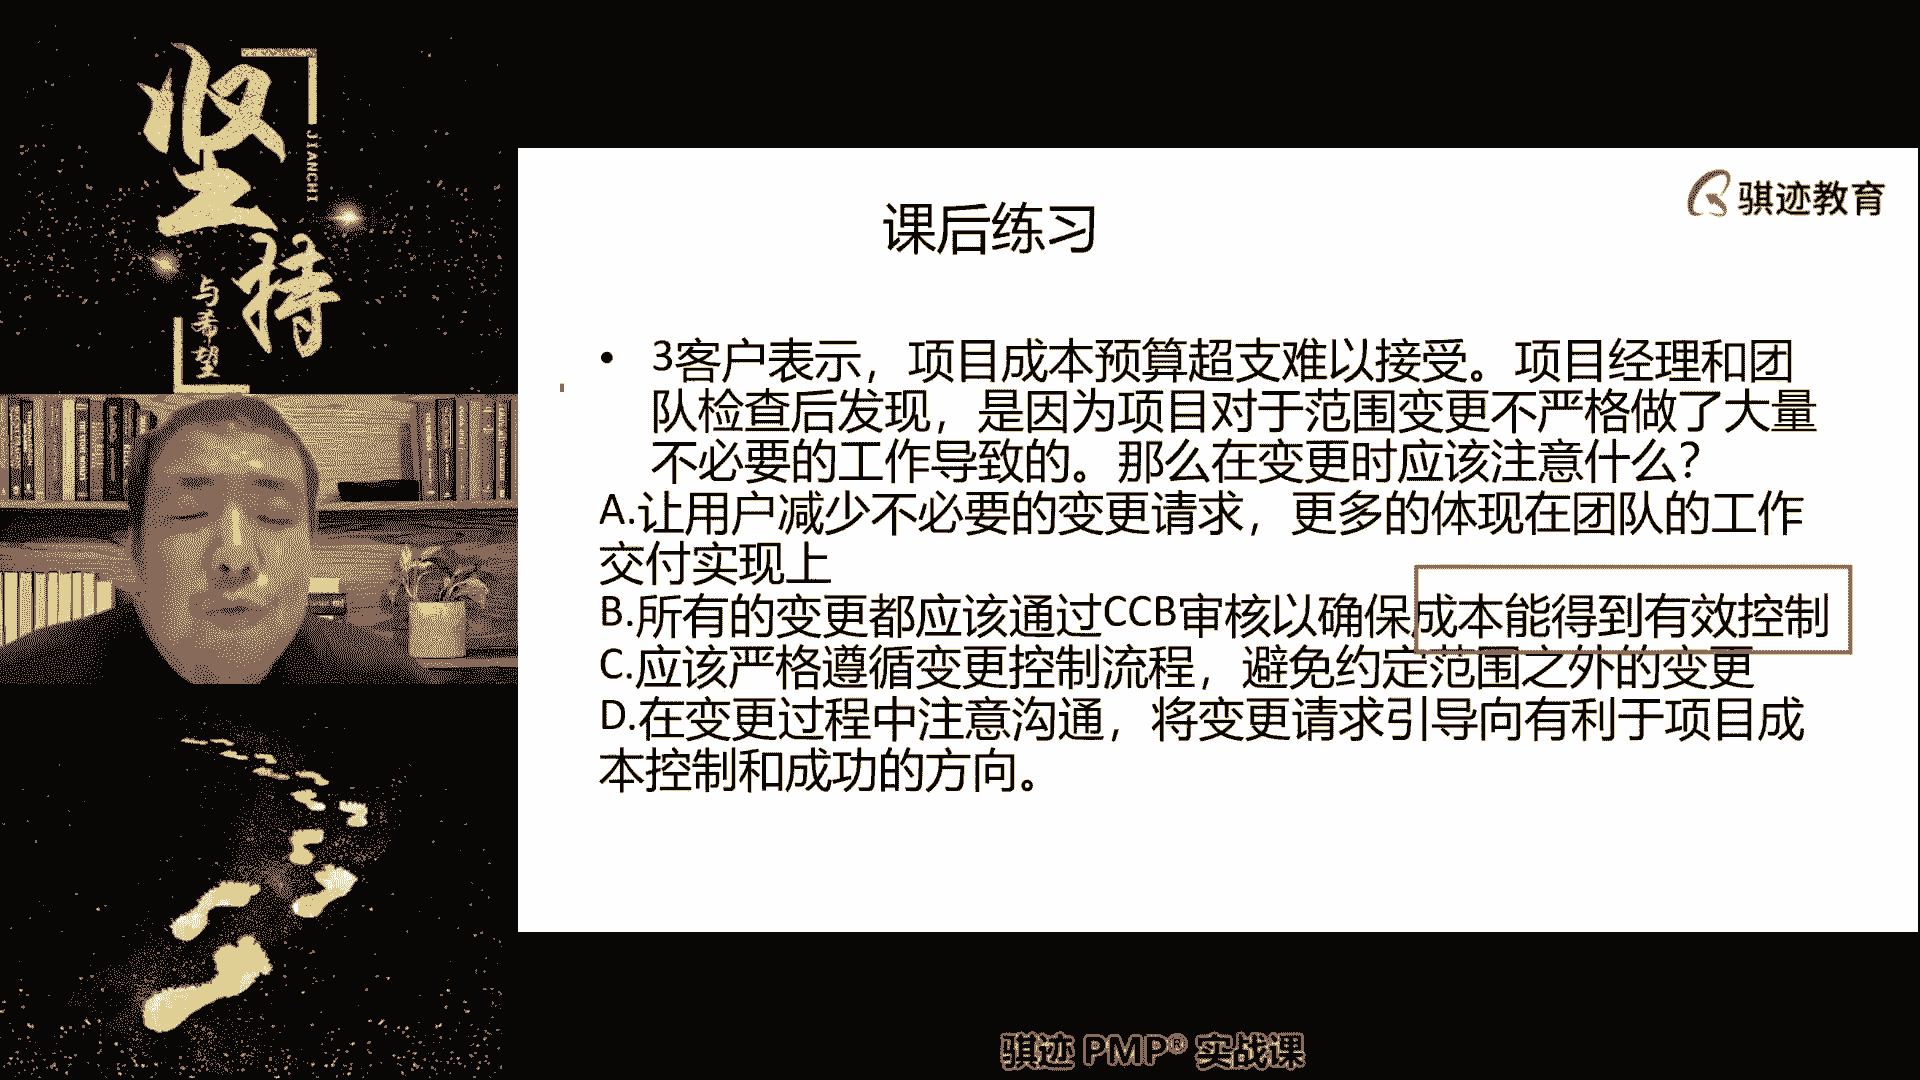 坚持
JIANCHI
与希望
骐迹教育
课后练习
• 3客户表示，项目成本预算超支难以接受。项目经理和团
队检查后发现，是因为项目对于范围变更不严格做了大量
不必要的工作导致的。那么在变更时应该注意什么？
A.让用户减少不必要的变更请求，更多的体现在团队的工作
交付实现上
B.所有的变更都应该通过CCB审核以确保成本能得到有效控制
C.应该严格遵循变更控制流程，避免约定范围之外的变更
D.在变更过程中注意沟通，将变更请求引导向有利于项目成
本控制和成功的方向。
骐迹 PMP® 实战课